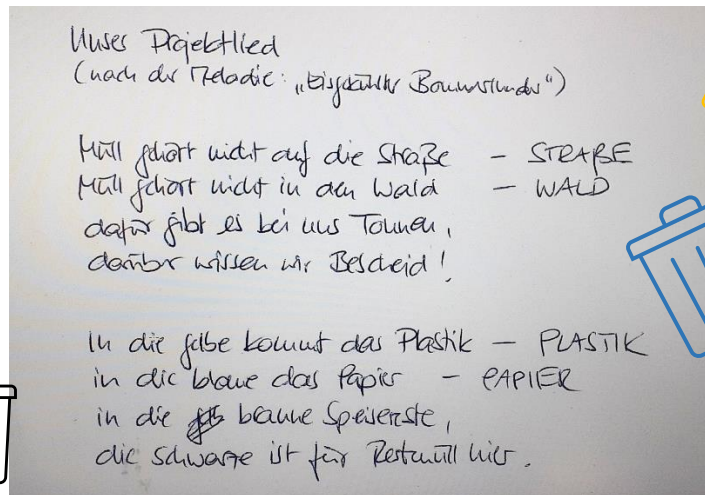 Unser Projektlied
(nach der Melodie: „Eisgekühlter Bommerlunder“)
Müll gehört nicht auf die Straße – STRAßE
Müll gehört nicht in den Wald – WALD
dafür gibt es bei uns Tonnen,
darüber wissen wir Bescheid!
In die gelbe kommt das Plastik – PLASTIK
in die blaue das Papier – PAPIER
in die braune Speisereste,
die schwarze ist für Restmüll hier.